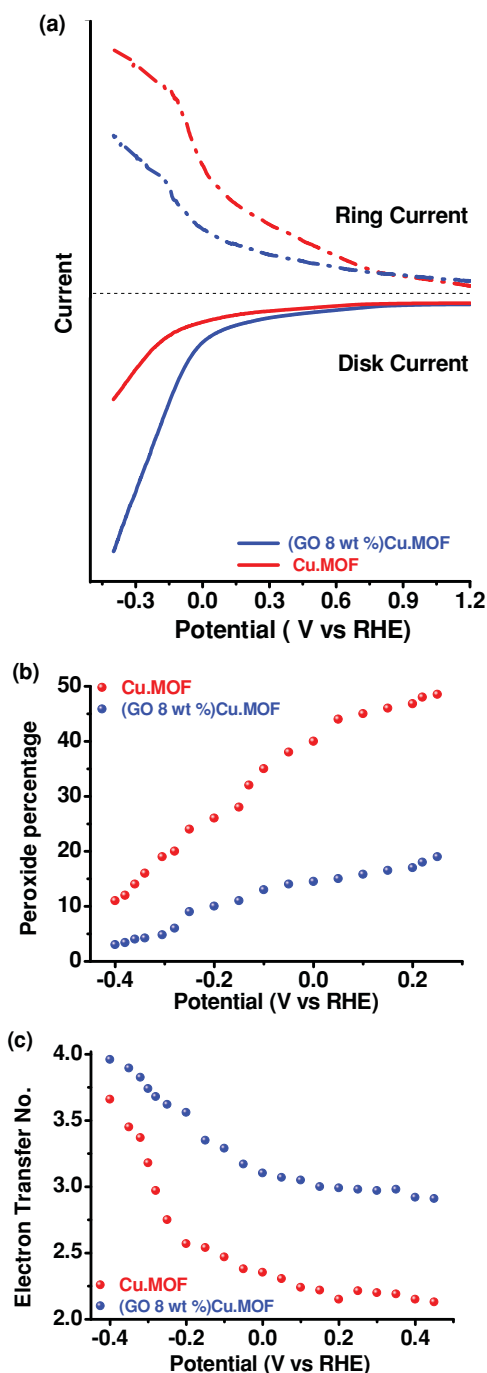 (a)
Ring Current
Current
Disk Current
(GO 8 wt %)Cu.MOF
Cu.MOF
-0.3 0.0 0.3 0.6 0.9 1.2
Potential ( V vs RHE)
(b)
50
40
30
20
10
0
Cu.MOF
(GO 8 wt %)Cu.MOF
Peroxide percentage
-0.4 -0.2 0.0 0.2
Potential (V vs RHE)
(c)
4.0
3.5
3.0
2.5
2.0
Electron Transfer No.
Cu.MOF
(GO 8 wt %)Cu.MOF
-0.4 -0.2 0.0 0.2 0.4
Potential (V vs RHE)